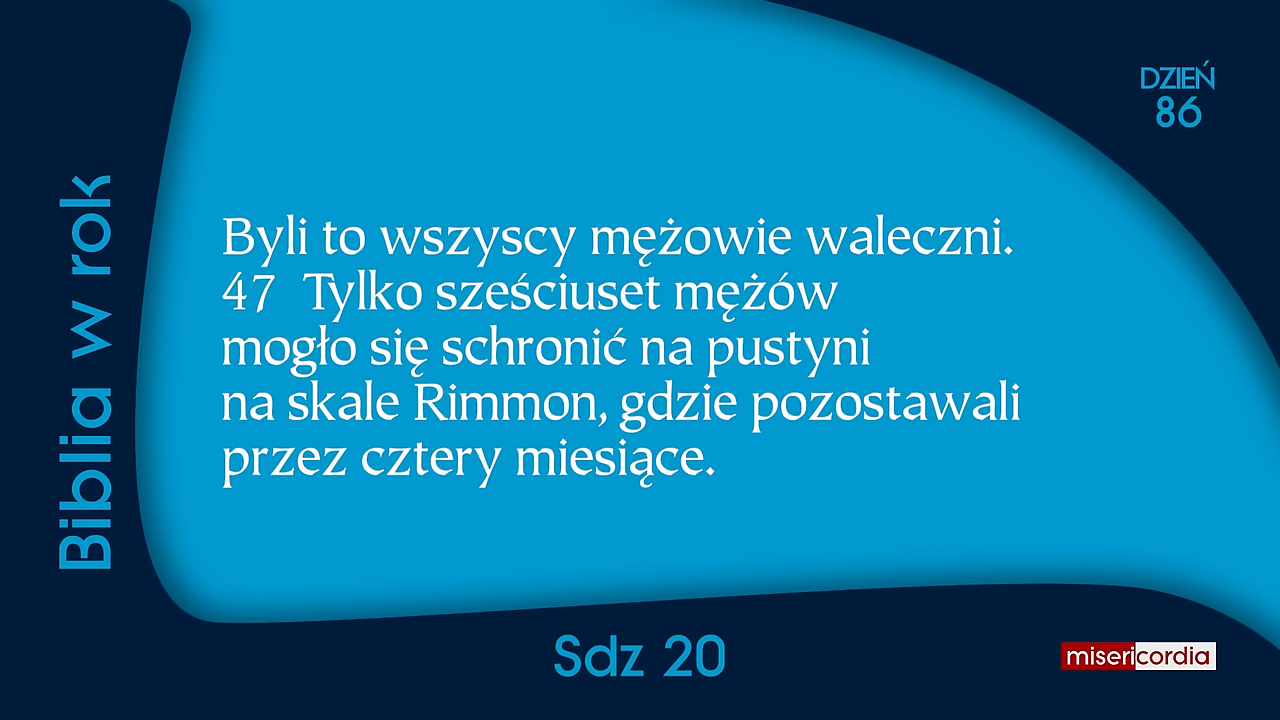 DZIEŃ
86
Biblia w rok
Byli to wszyscy mężowie waleczni.
47 Tylko sześciuset mężów
mogło się schronić na pustyni
na skale Rimmon, gdzie pozostawali
przez cztery miesiące.
Sdz 20
misericordia